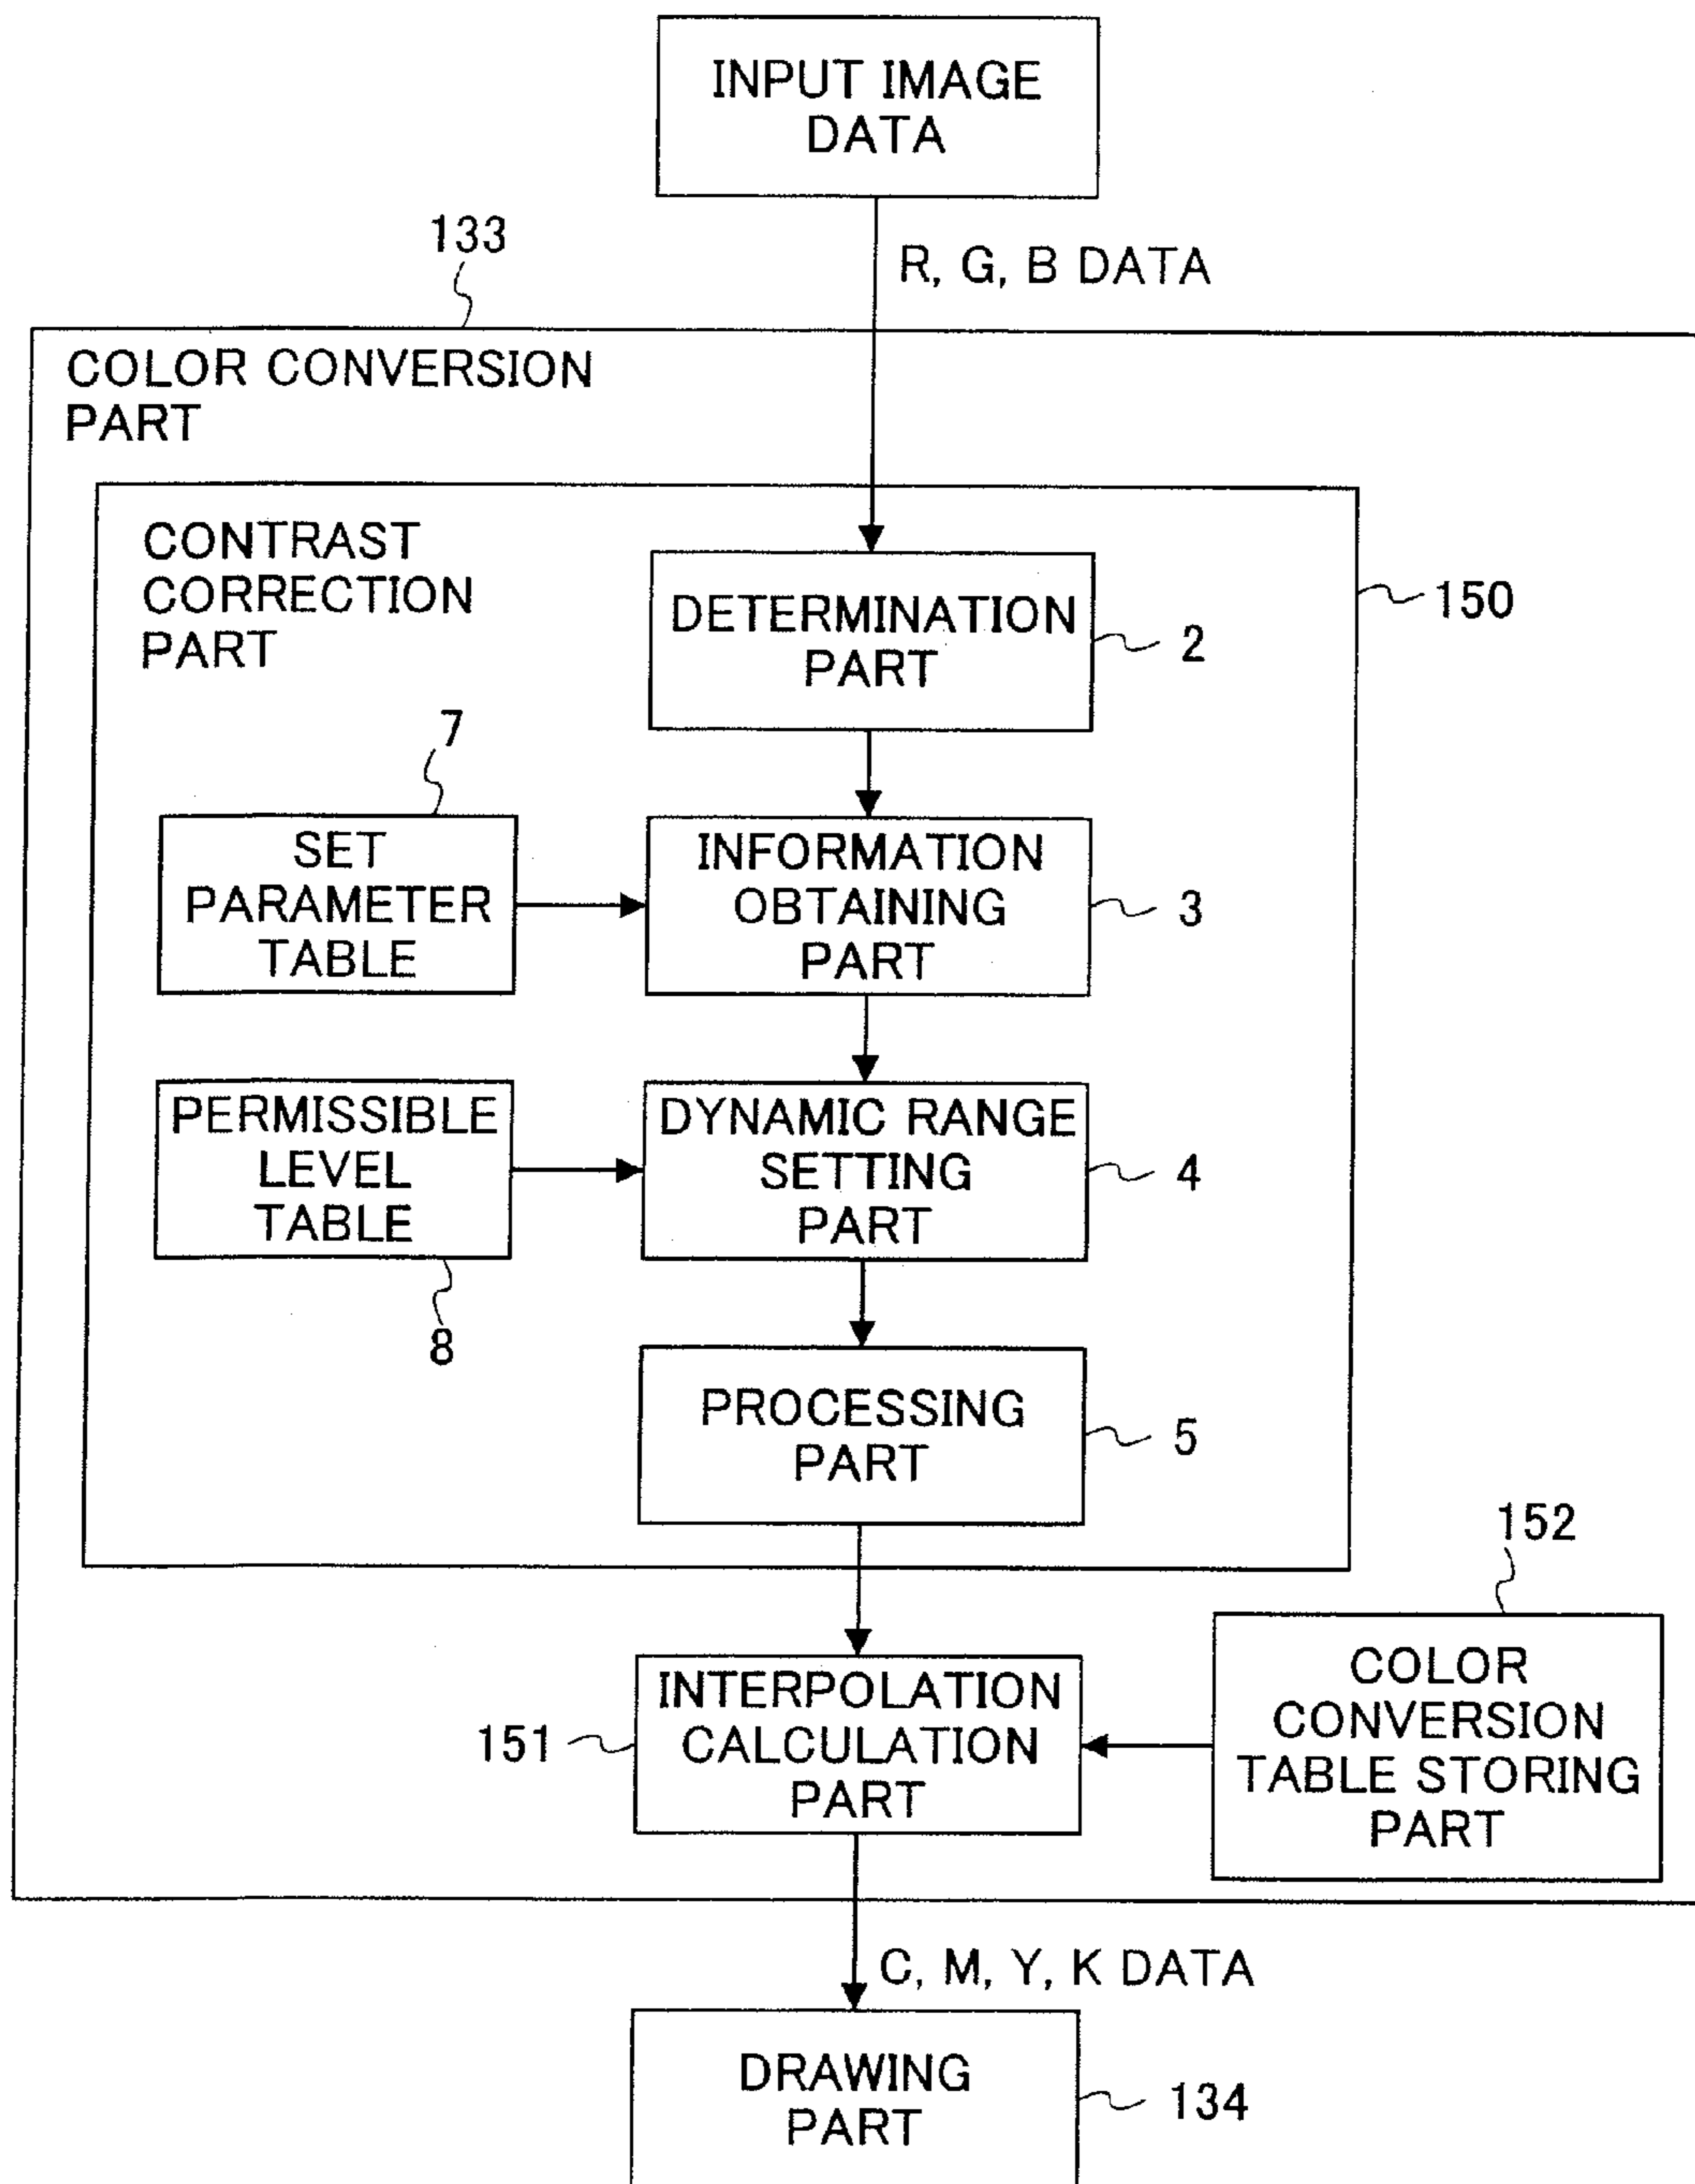 INPUT IMAGE
DATA
133
R, G, B DATA
COLOR CONVERSION
PART
CONTRAST
CORRECTION
PART
150
DETERMINATION
PART
2
7
SET
PARAMETER
TABLE
INFORMATION
OBTAINING
PART
3
PERMISSIBLE
LEVEL
TABLE
8
DYNAMIC RANGE
SETTING
PART
4
PROCESSING
PART
5
152
151
INTERPOLATION
CALCULATION
PART
COLOR
CONVERSION
TABLE STORING
PART
C, M, Y, K DATA
DRAWING
PART
134